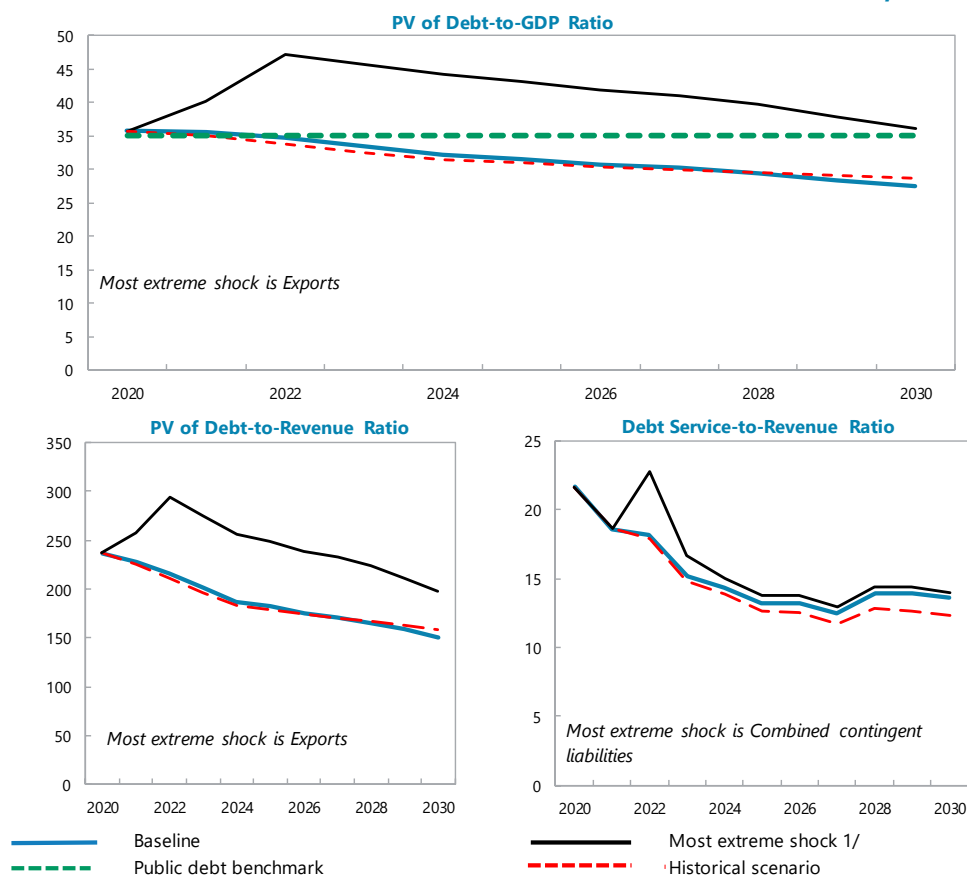 PV of Debt-to-GDP Ratio
50
45
40
35
30
25
20
15
10
5
0
Most extreme shock is Exports
2020 2022 2024 2026 2028 2030
PV of Debt-to-Revenue Ratio
350
300
250
200
150
100
50
0
Most extreme shock is Exports
2020 2022 2024 2026 2028 2030
Debt Service-to-Revenue Ratio
25
20
15
10
5
0
Most extreme shock is Combined contingent
liabilities
2020 2022 2024 2026 2028 2030
Baseline
Public debt benchmark
Most extreme shock 1/
Historical scenario